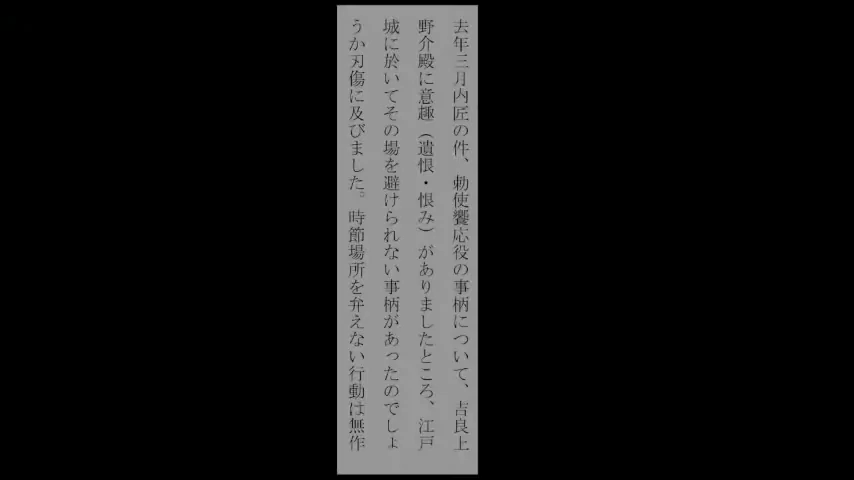 去年三月内匠の件、勅使饗応役の事柄について、吉良上
野介殿に意趣（遺恨・恨み）がありましたところ、江戸
城に於いてその場を避けられない事柄があったのでしょ
うか刃傷に及びました。時節場所を弁えない行動は無作